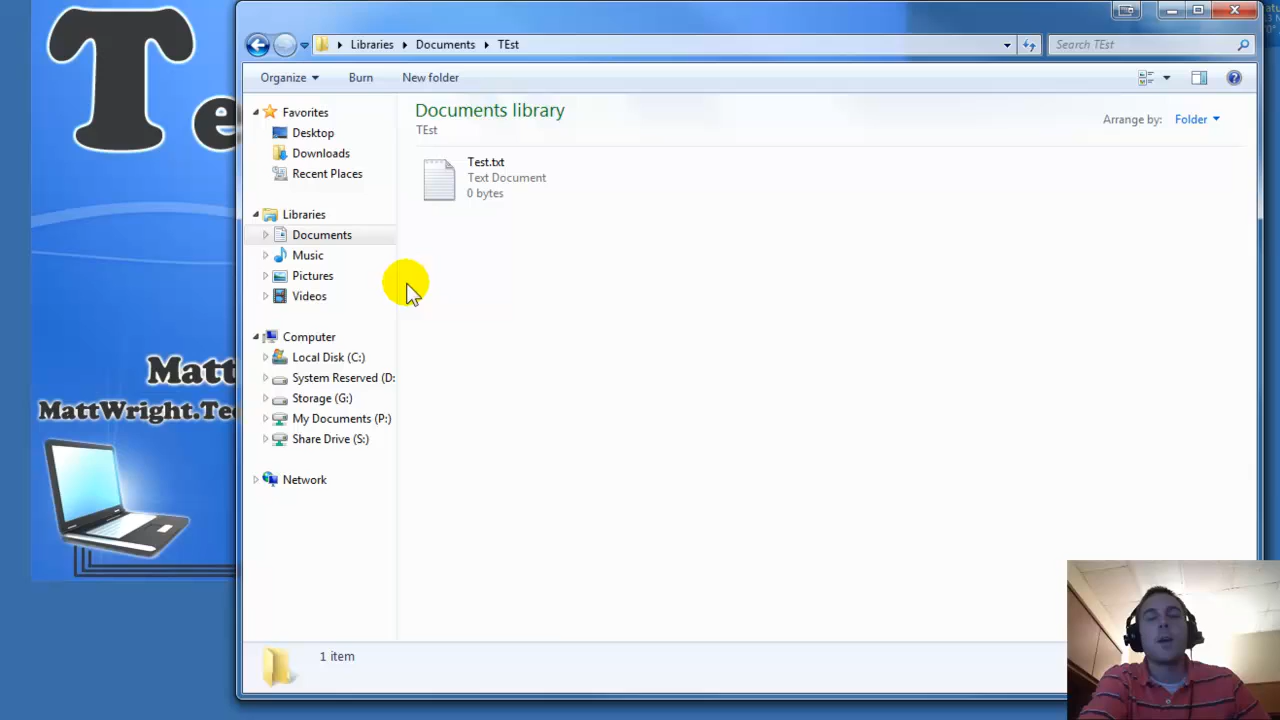 Te
Libraries
Documents
TEst
Search TEst
Organize
Burn
New folder
Favorites
Desktop
Downloads
Recent Places
Libraries
Documents
Music
Pictures
Videos
Computer
Local Disk (C:)
System Reserved (D:
Storage (G:)
My Documents (P:)
Share Drive (S:)
Network
Documents library
TEst
Arrange by:
Folder
Test.txt
Text Document
0 bytes
Matt
MattWright.Te
1 item